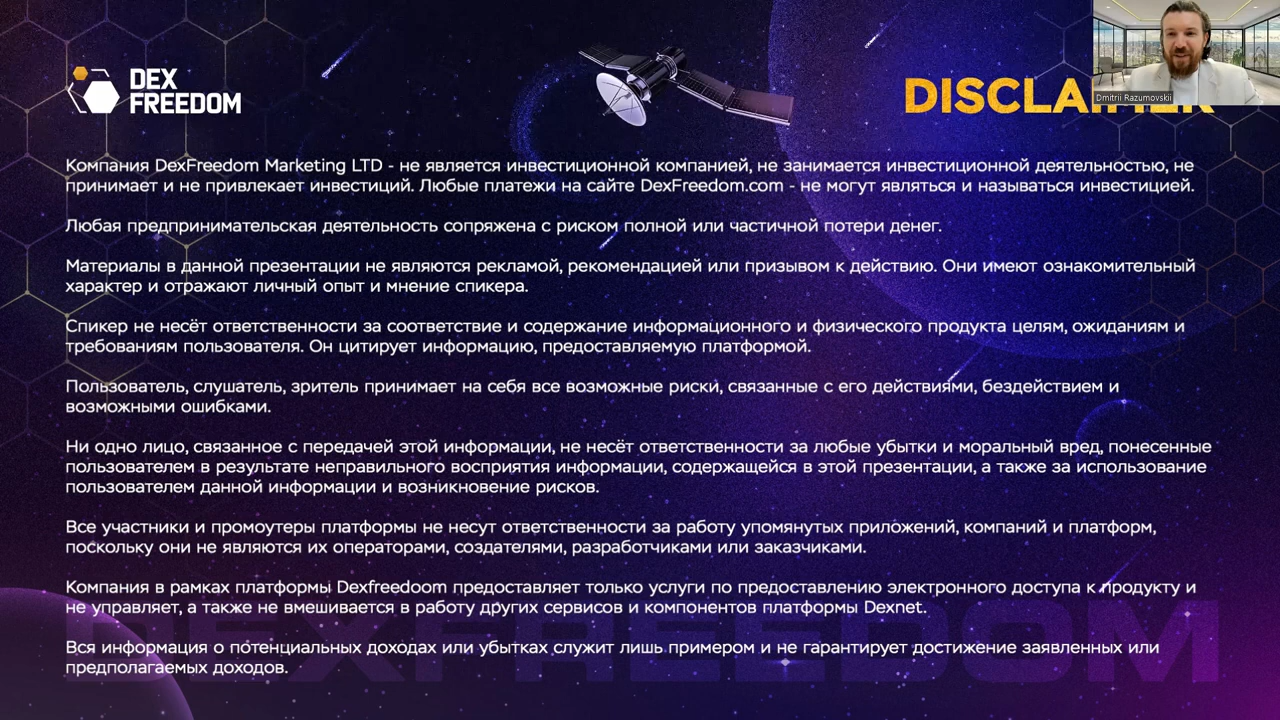 DEX
FREEDOM
Dmitrii Razumovskii
Компания DexFreedom Marketing LTD - не является инвестиционной компанией, не занимается инвестиционной деятельностью, не
принимает и не привлекает инвестиций. Любые платежи на сайте DexFreedom.com - не могут являться и называться инвестицией.
Любая предпринимательская деятельность сопряжена с риском полной или частичной потери денег.
Материалы в данной презентации не являются рекламой, рекомендацией или призывом к действию. Они имеют ознакомительный
характер и отражают личный опыт и мнение спикера.
Спикер не несёт ответственности за соответствие и содержание информационного и физического продукта целям, ожиданиям и
требованиям пользователя. Он цитирует информацию, предоставляемую платформой.
Пользователь, слушатель, зритель принимает на себя все возможные риски, связанные с его действиями, бездействием и
возможными ошибками.
Ни одно лицо, связанное с передачей этой информации, не несёт ответственности за любые убытки и моральный вред, понесенные
пользователем в результате неправильного восприятия информации, содержащейся в этой презентации, а также за использование
пользователем данной информации и возникновение рисков.
Все участники и промоутеры платформы не несут ответственности за работу упомянутых приложений, компаний и платформ,
поскольку они не являются их операторами, создателями, разработчиками или заказчиками.
Компания в рамках платформы Dexfreedoom предоставляет только услуги по предоставлению электронного доступа к продукту и
не управляет, а также не вмешивается в работу других сервисов и компонентов платформы Dexnet.
Вся информация о потенциальных доходах или убытках служит лишь примером и не гарантирует достижение заявленных или
предполагаемых доходов.
DEXFREEDOM